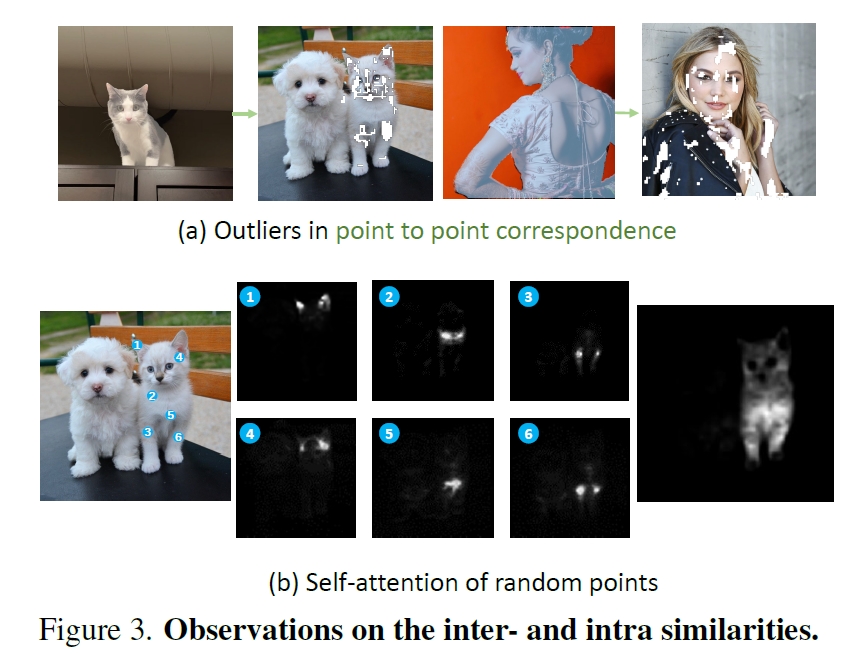 (a) Outliers in point to point correspondence
1 2 3
1
4
2
5
3 6
4 5 6
(b) Self-attention of random points
Figure 3. Observations on the inter- and intra similarities.